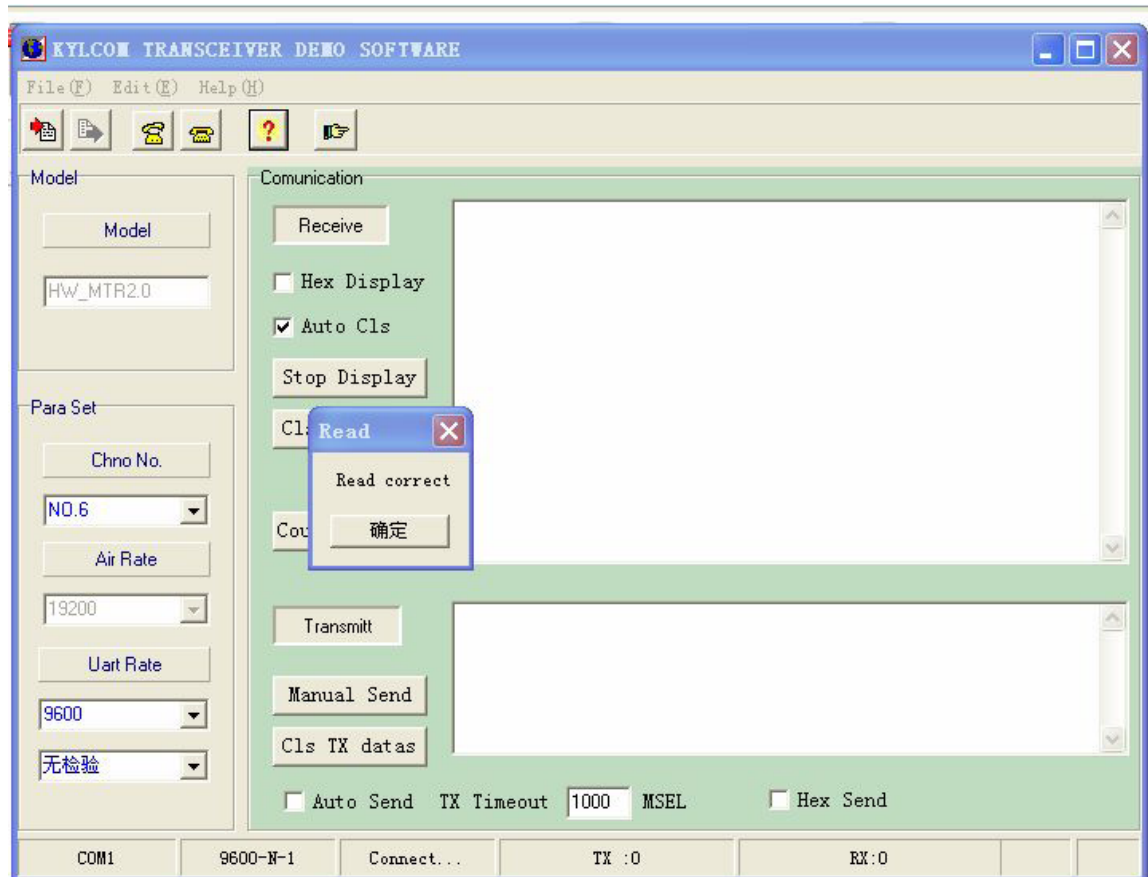 KYLCOM TRANSCEIVER DEMO SOFTWARE
File(F) Edit(E) Help(H)
?
Model
Model
HW_MTR2.0
Para Set
Chno No.
NO.6
Air Rate
19200
Uart Rate
9600
无检验
Comunication
Receive
Hex Display
Auto Cls
Stop Display
Read
Read correct
确定
Transmitt
Manual Send
Cls TX datas
Auto Send TX Timeout 1000 MSEL Hex Send
COM1 9600-N-1 Connect... TX :0 RX:0